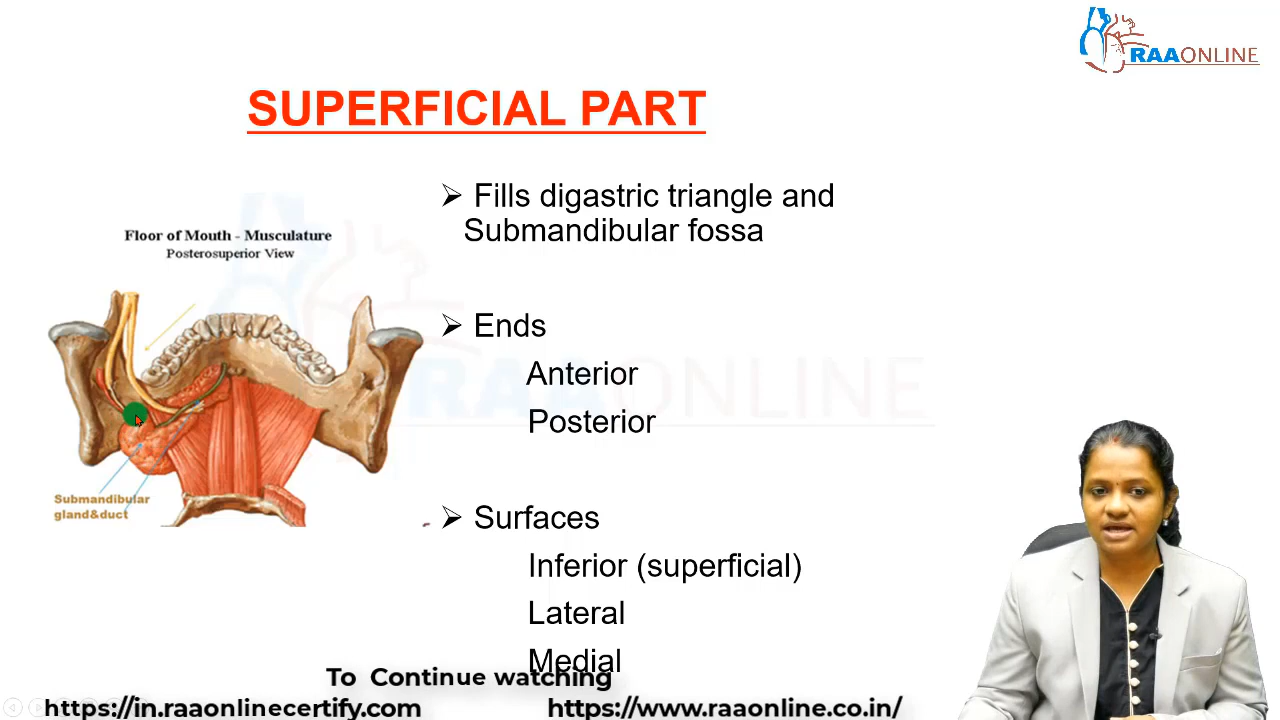 RAAONLINE
SUPERFICIAL PART
Fills digastric triangle and
Submandibular fossa
Floor of Mouth - Musculature
Posterosuperior View
Ends
Anterior
Posterior
RAAONLINE
Submandibular
gland&duct
Surfaces
Inferior (superficial)
Lateral
Medial
To Continue watching
https://in.raaonlinecertify.com
https://www.raaonline.co.in/